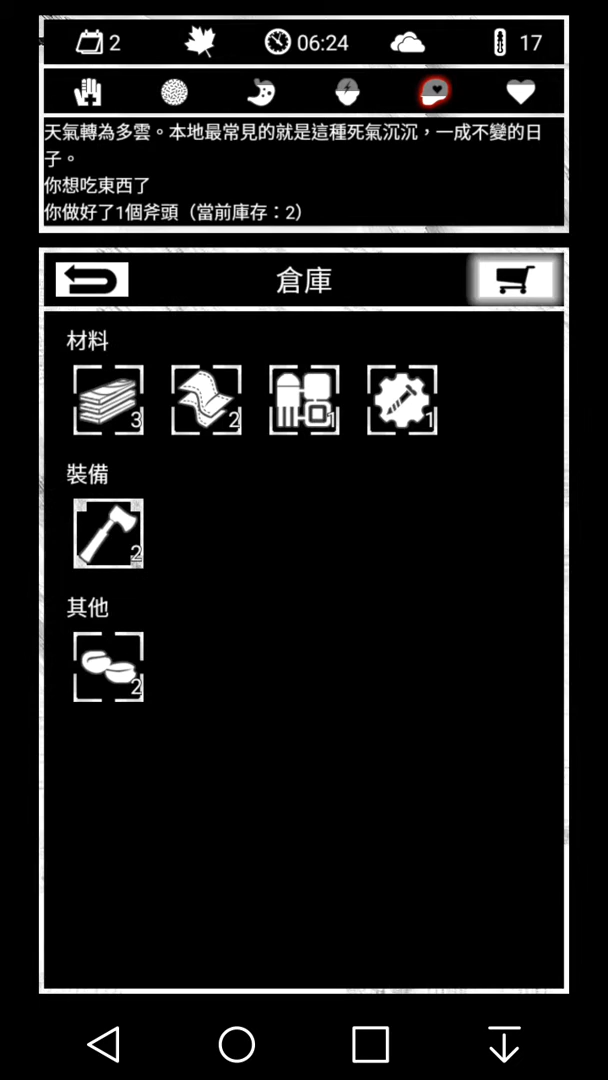 2 06:24 17
天氣轉為多雲。本地最常見的就是這種死氣沉沉，一成不變的日
子。
你想吃東西了
你做好了1個斧頭（當前庫存：2）
倉庫
材料
3 2 1 1
裝備
2
其他
2